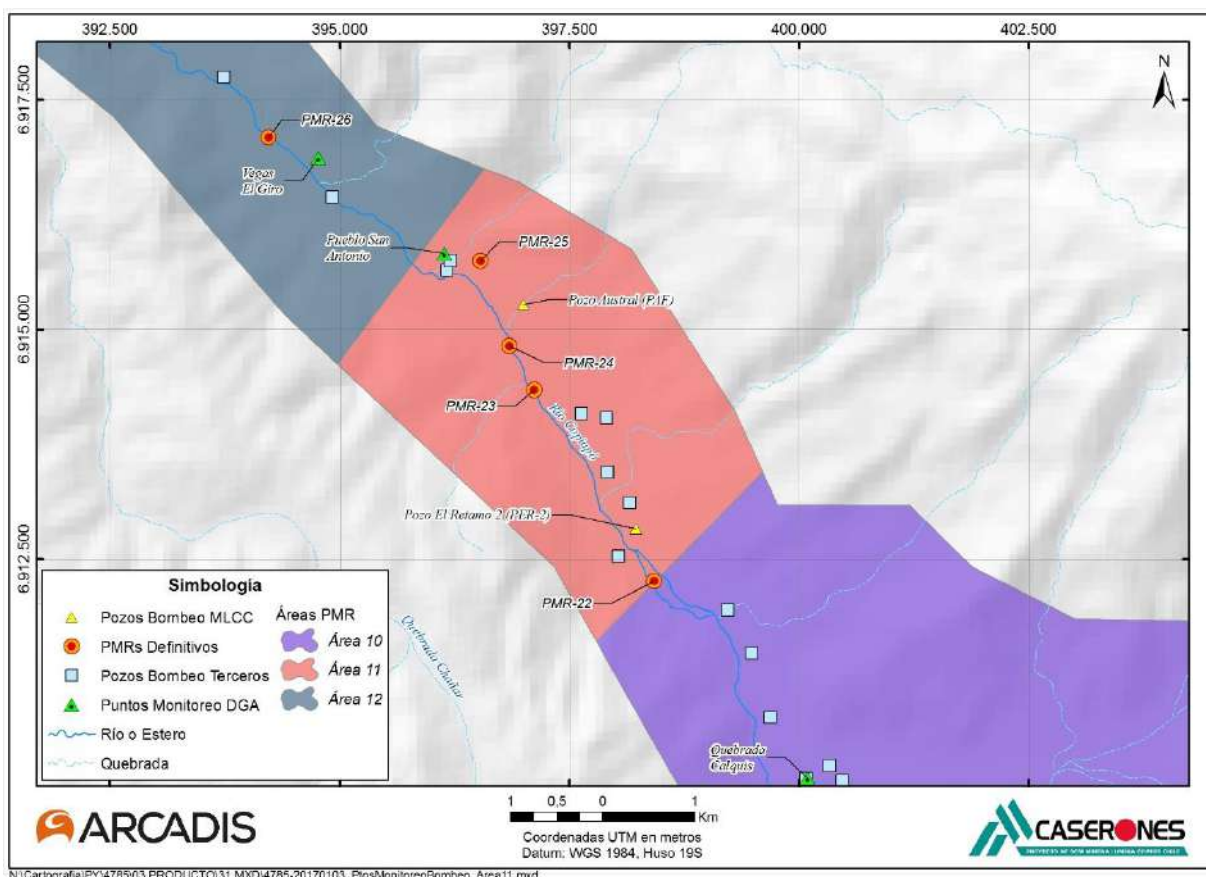 392.500 395.000 397.500 400.000 402.500
6.917.500
6.915.000
6.912.500
N
PMR-26
Vegas
El Giro
Pueblo San
Antonio
PMR-25
Pozo Austral (PAF)
PMR-24
PMR-23
Río Copiapó
Pozo El Retamo 2 (PER-2)
PMR-22
Quebrada Chañar
Quebrada
Calquis
Simbología
Pozos Bombeo MLCC
PMRs Definitivos
Pozos Bombeo Terceros
Puntos Monitoreo DGA
Río o Estero
Quebrada
Áreas PMR
Área 10
Área 11
Área 12
ARCADIS
1 0,5 0 1
Km
Coordenadas UTM en metros
Datum: WGS 1984, Huso 19S
CASERONES